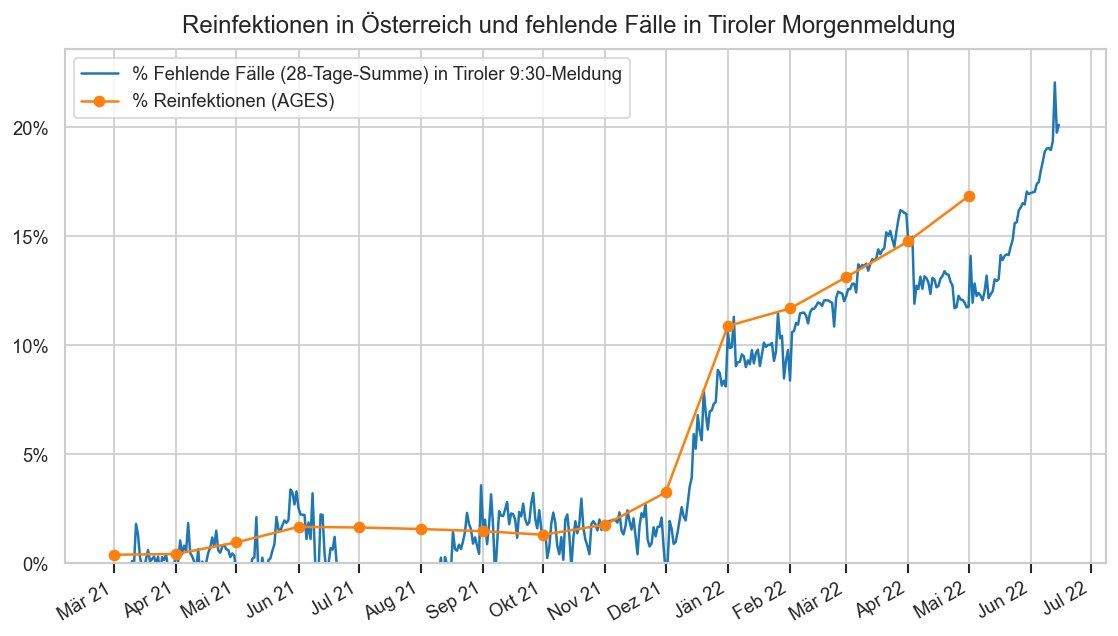 Reinfektionen in Österreich und fehlende Fälle in Tiroler Morgenmeldung
% Fehlende Fälle (28-Tage-Summe) in Tiroler 9:30-Meldung
% Reinfektionen (AGES)
20%
15%
10%
5%
0%
Mär 21
Apr 21
Mai 21
Jun 21
Jul 21
Aug 21
Sep 21
Okt 21
Nov 21
Dez 21
Jän 22
Feb 22
Mär 22
Apr 22
Mai 22
Jun 22
Jul 22